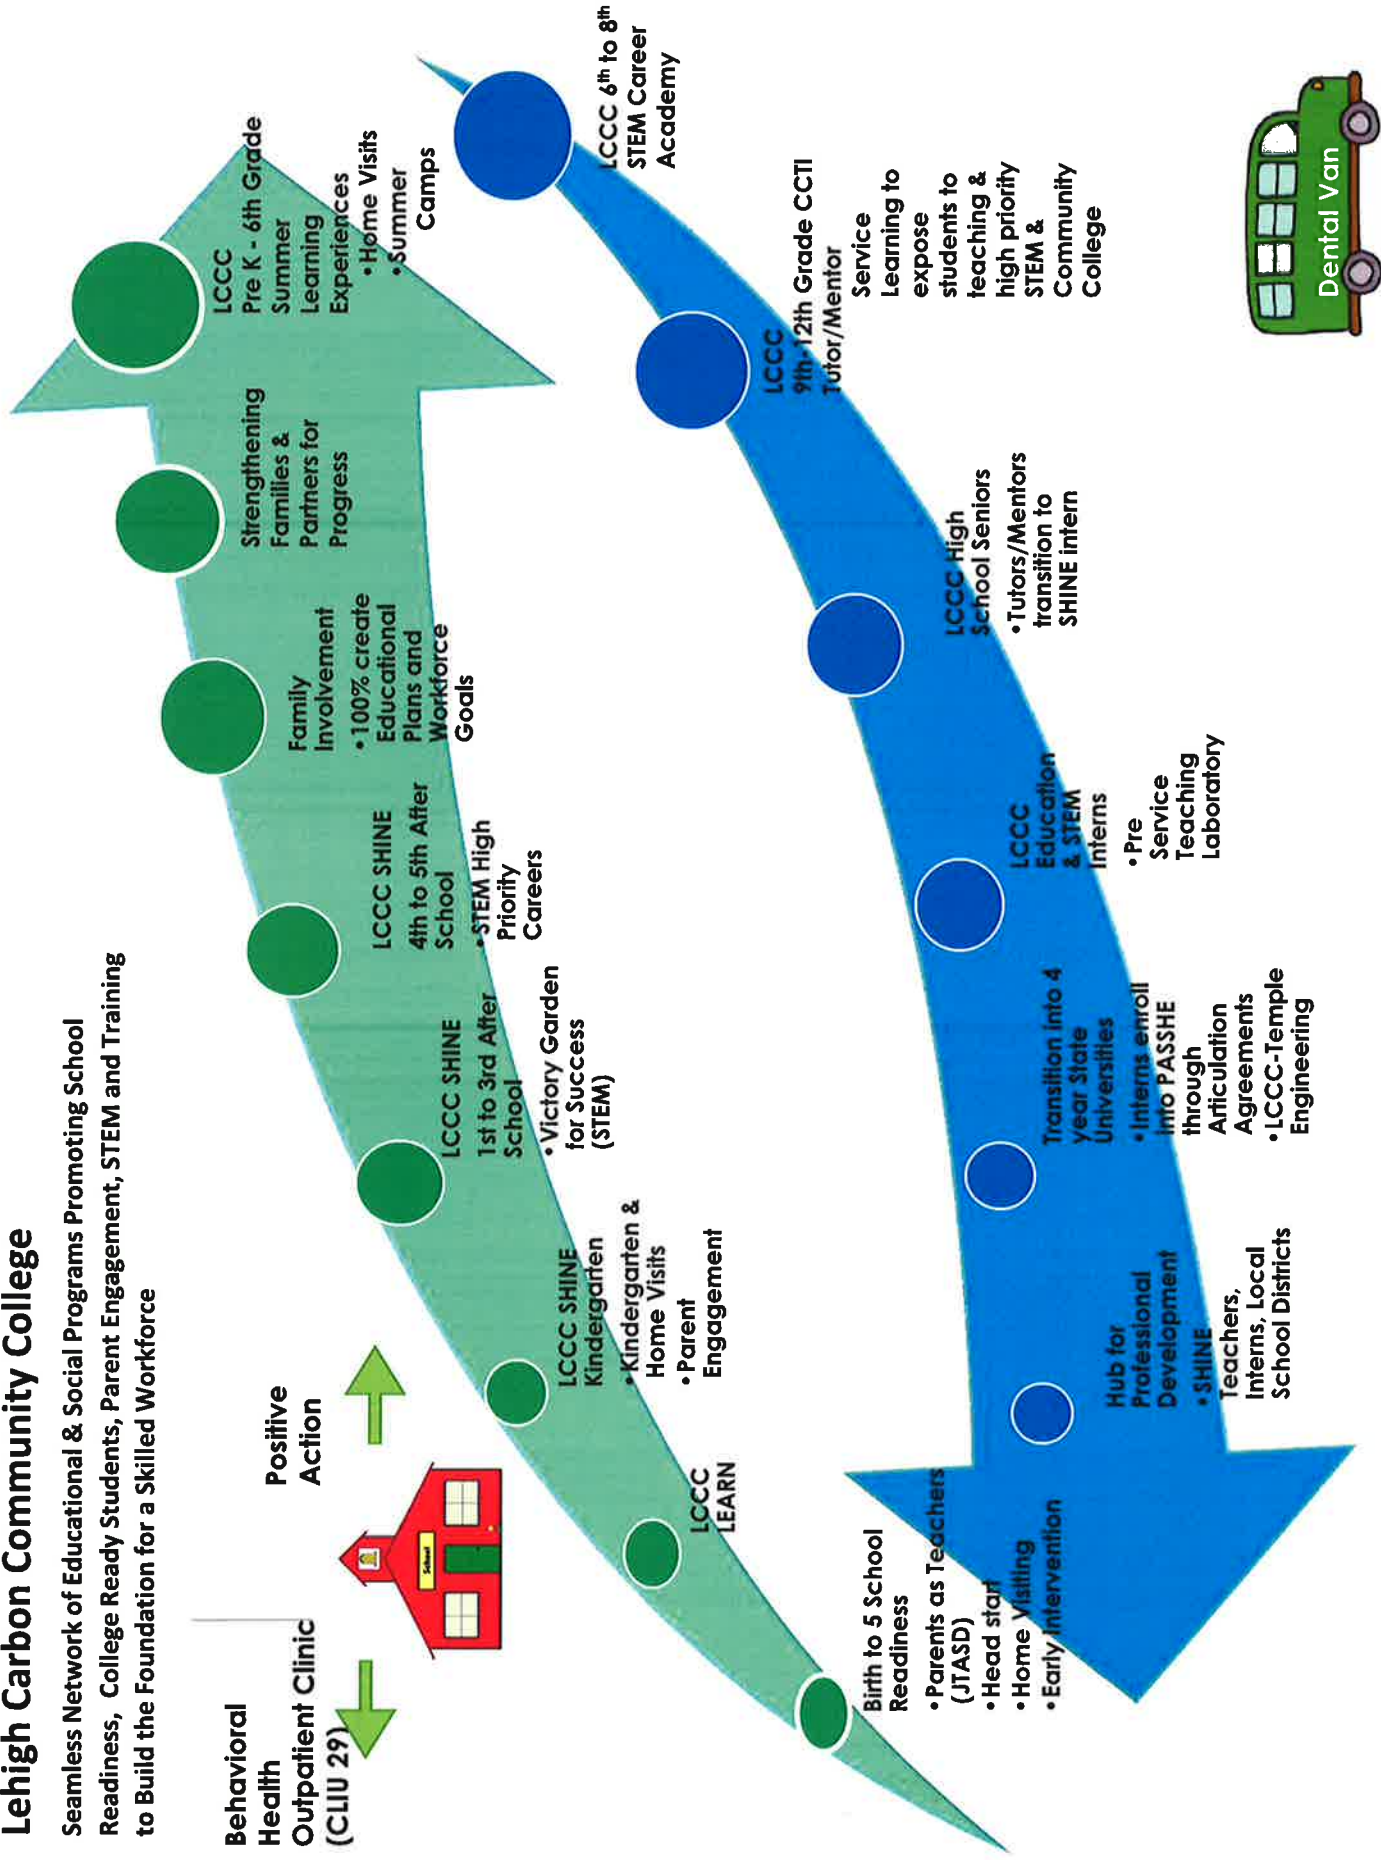 Lehigh Carbon Community College
Seamless Network of Educational & Social Programs Promoting School
Readiness, College Ready Students, Parent Engagement, STEM and Training
to Build the Foundation for a Skilled Workforce
Behavioral
Health
Outpatient Clinic
(CLIU 29)
School
Positive
Action
Birth to 5 School
Readiness
• Parents as Teachers
(JTASD)
• Head start
• Home Visiting
• Early Intervention
LCCC
LEARN
LCCC SHINE
Kindergarten
• Kindergarten &
Home Visits
• Parent
Engagement
LCCC SHINE
1st to 3rd After
School
• Victory Garden
for Success
(STEM)
LCCC SHINE
4th to 5th After
School
• STEM High
Priority
Careers
Family
Involvement
• 100% create
Educational
Plans and
Workforce
Goals
Strengthening
Families &
Partners for
Progress
LCCC
Pre K - 6th Grade
Summer
Learning
Experiences
• Home Visits
• Summer
Camps
LCCC 6th to 8th
STEM Career
Academy
LCCC
9th-12th Grade CCTI
Tutor/Mentor
Service
Learning to
expose
students to
teaching &
high priority
STEM &
Community
College
LCCC High
School Seniors
• Tutors/Mentors
transition to
SHINE intern
LCCC
Education
& STEM
Interns
• Pre
Service
Teaching
Laboratory
Transition into 4
year State
Universities
• Interns enroll
into PASSHE
through
Articulation
Agreements
• LCCC-Temple
Engineering
Hub for
Professional
Development
• SHINE
Teachers,
Interns, Local
School Districts
Dental Van